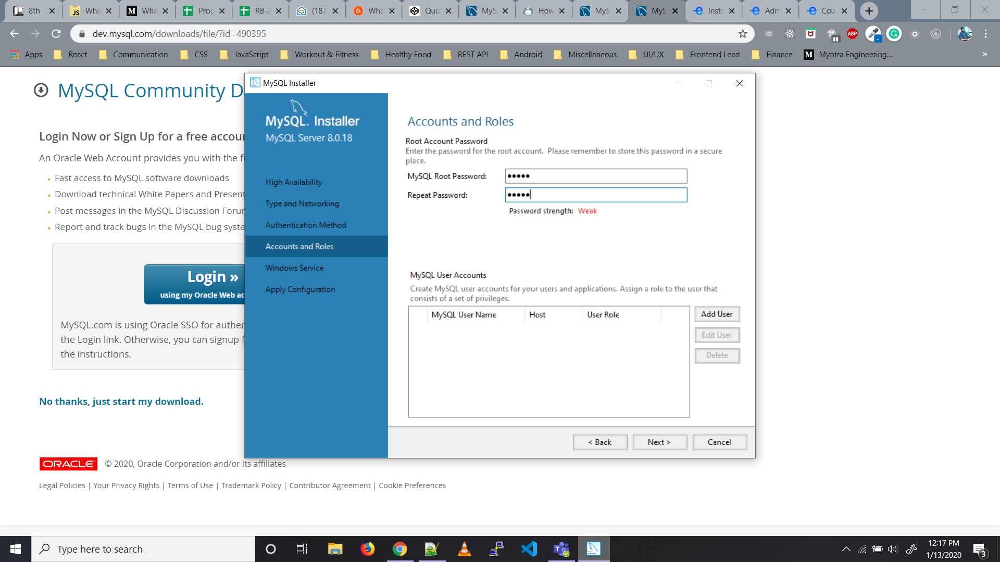 8th -
Wha
Wha
Prog
RB-2
(187
Wha
Quiz
MyS
How
MyS
MyS
Instr
Adm
Cou
dev.mysql.com/downloads/file/?id=490395
Apps
React
Communication
CSS
JavaScript
Workout & Fitness
Healthy Food
REST API
Android
Miscellaneous
UI/UX
Frontend Lead
Finance
Myntra Engineering...
»
MySQL Community D
Login Now or Sign Up for a free accoun
An Oracle Web Account provides you with the fo
• Fast access to MySQL software downloads
• Download technical White Papers and Present
• Post messages in the MySQL Discussion Forum
• Report and track bugs in the MySQL bug syste
Login »
using my Oracle Web ac
MySQL.com is using Oracle SSO for authen
the Login link. Otherwise, you can signup f
the instructions.
No thanks, just start my download.
ORACLE © 2020, Oracle Corporation and/or its affiliates
Legal Policies | Your Privacy Rights | Terms of Use | Trademark Policy | Contributor Agreement | Cookie Preferences
MySQL Installer
MySQL. Installer
MySQL Server 8.0.18
High Availability
Type and Networking
Authentication Method
Accounts and Roles
Windows Service
Apply Configuration
Accounts and Roles
Root Account Password
Enter the password for the root account. Please remember to store this password in a secure
place.
MySQL Root Password: •••••
Repeat Password: •••••
Password strength: Weak
MySQL User Accounts
Create MySQL user accounts for your users and applications. Assign a role to the user that
consists of a set of privileges.
MySQL User Name Host User Role
Add User
Edit User
Delete
< Back
Next >
Cancel
Type here to search
12:17 PM
1/13/2020
3